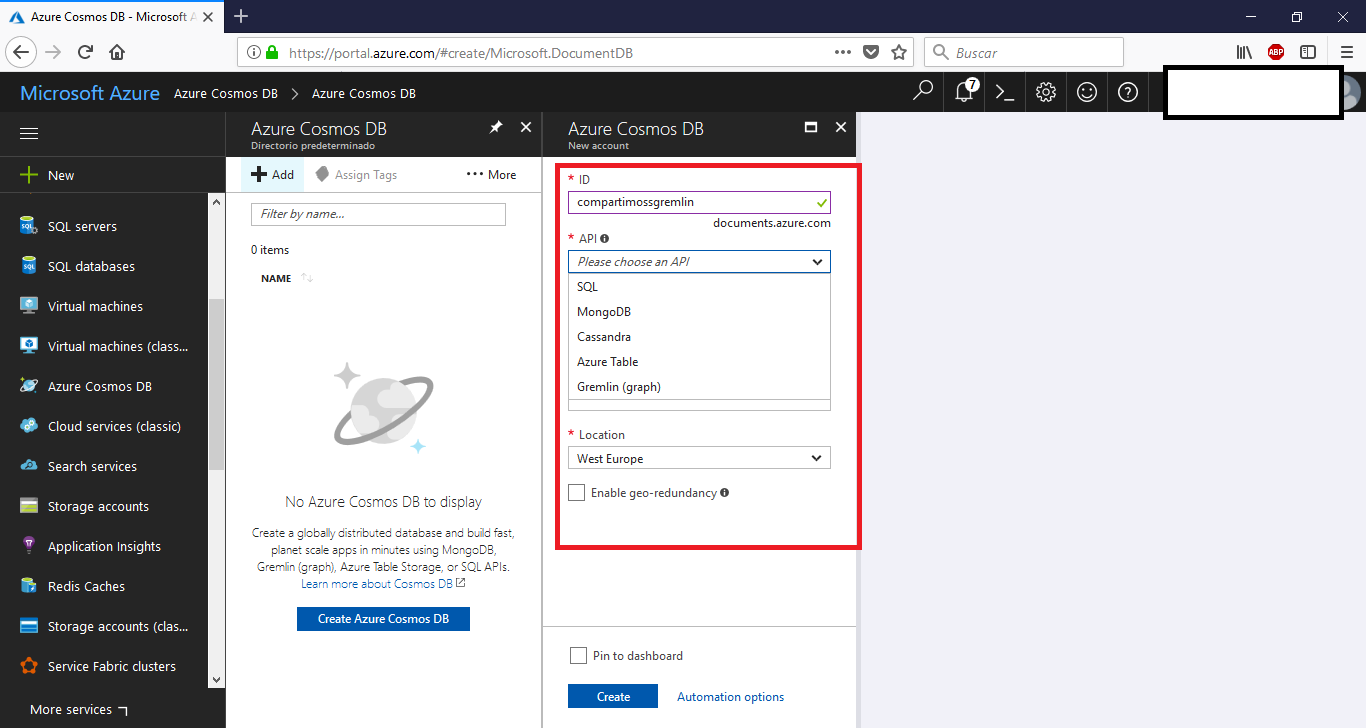 Azure Cosmos DB - Microsoft A
https://portal.azure.com/#create/Microsoft.DocumentDB
Buscar
ABP
Microsoft Azure
Azure Cosmos DB > Azure Cosmos DB
7
New
SQL servers
SQL databases
Virtual machines
Virtual machines (class...
Azure Cosmos DB
Cloud services (classic)
Search services
Storage accounts
Application Insights
Redis Caches
Storage accounts (clas...
Service Fabric clusters
More services
Azure Cosmos DB
Directorio predeterminado
Add
Assign Tags
••• More
Filter by name...
0 items
NAME
No Azure Cosmos DB to display
Create a globally distributed database and build fast,
planet scale apps in minutes using MongoDB,
Gremlin (graph), Azure Table Storage, or SQL APIs.
Learn more about Cosmos DB
Create Azure Cosmos DB
Azure Cosmos DB
New account
* ID
compartimossgremlin
documents.azure.com
* API
Please choose an API
SQL
MongoDB
Cassandra
Azure Table
Gremlin (graph)
* Location
West Europe
Enable geo-redundancy
Pin to dashboard
Create
Automation options